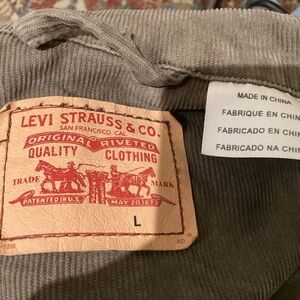 LEVI STRAUSS & CO.
SAN FRANCISCO, CAL.
ORIGINAL RIVETED
QUALITY CLOTHING
TRADE MARK
PATENTED IN U.S. MAY 20 1873
L
MADE IN CHINA
FABRIQUE EN CHIN
FABRICADO EN CHIN
FABRICADO NA CHIN